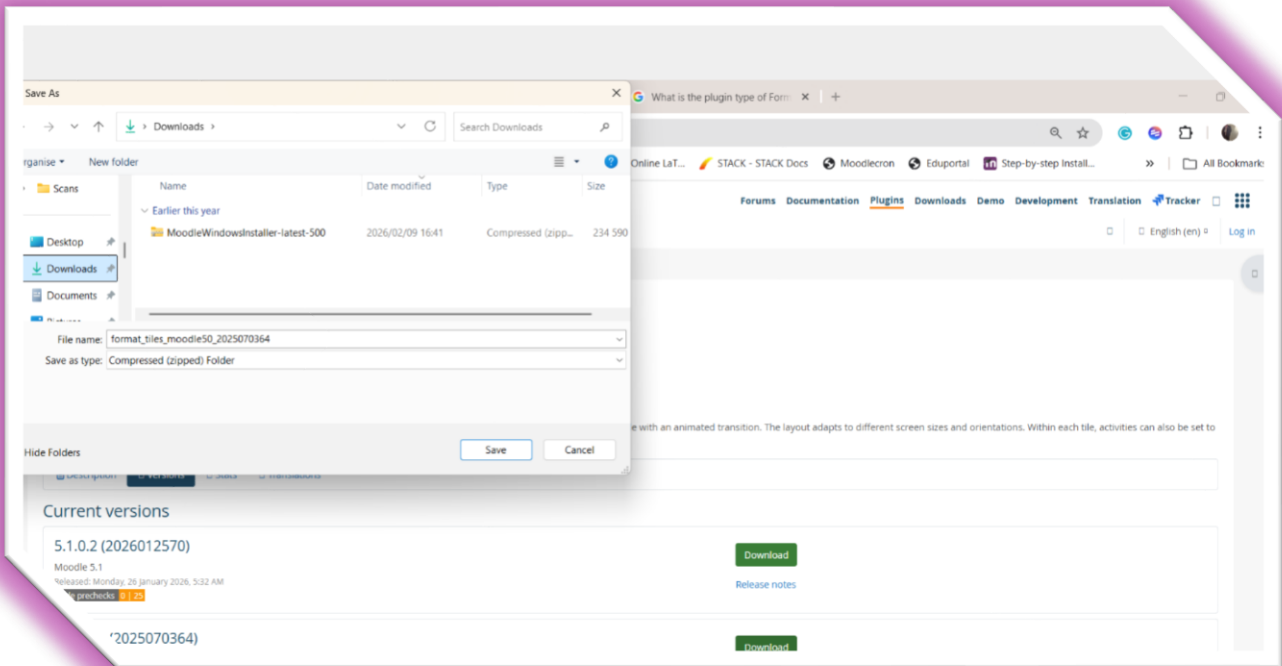 Save As
What is the plugin type of Form
Downloads
Search Downloads
New folder
Online LaT... STACK - STACK Docs Moodlecron Eduportal Step-by-step Install... » All Bookmark
Scans
Name Date modified Type Size
Forums Documentation Plugins Downloads Demo Development Translation Tracker
Earlier this year
Desktop
MoodleWindowsInstaller-latest-500 2026/02/09 16:41 Compressed (zipp... 234 590
English (en) Log in
Downloads
Documents
File name: format_tiles_moodle50_2025070364
Save as type: Compressed (zipped) Folder
e with an animated transition. The layout adapts to different screen sizes and orientations. Within each tile, activities can also be set to
Hide Folders
Save Cancel
Description Versions Stats Translations
Current versions
5.1.0.2 (2026012570)
Download
Moodle 5.1
Released: Monday, 26 January 2026, 5:32 AM
Release notes
prechecks 0 | 25
(2025070364)
Download